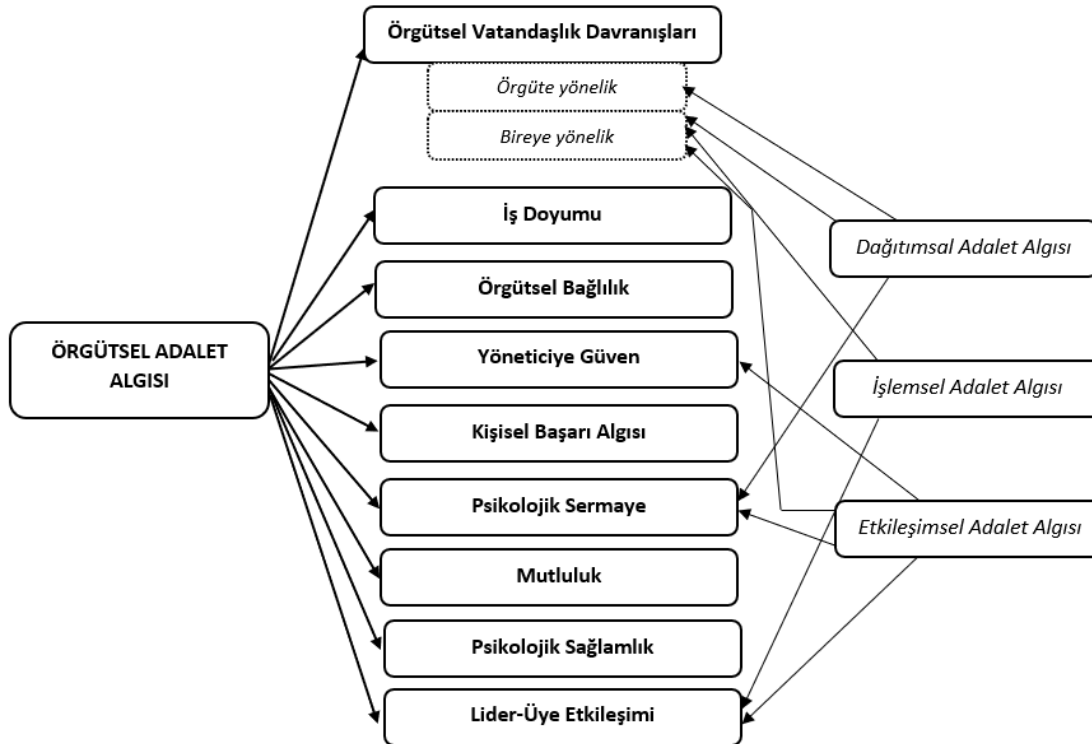 Örgütsel Vatandaşlık Davranışları
Örgüte yönelik
Bireye yönelik
İş Doyumu
Örgütsel Bağlılık
Yöneticiye Güven
Kişisel Başarı Algısı
Psikolojik Sermaye
Mutluluk
Psikolojik Sağlamlık
Lider-Üye Etkileşimi
ÖRGÜTSEL ADALET
ALGISI
Dağıtımsal Adalet Algısı
İşlemsel Adalet Algısı
Etkileşimsel Adalet Algısı